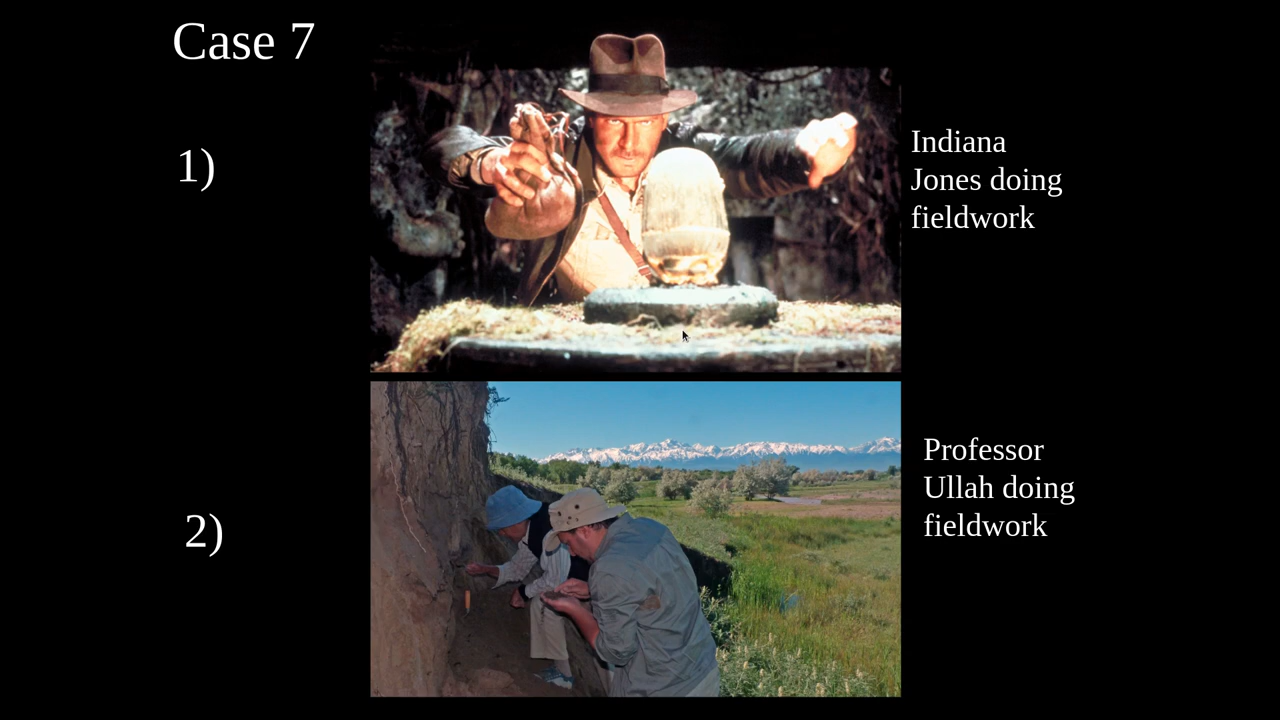 Case 7
1)
Indiana
Jones doing
fieldwork
2)
Professor
Ullah doing
fieldwork